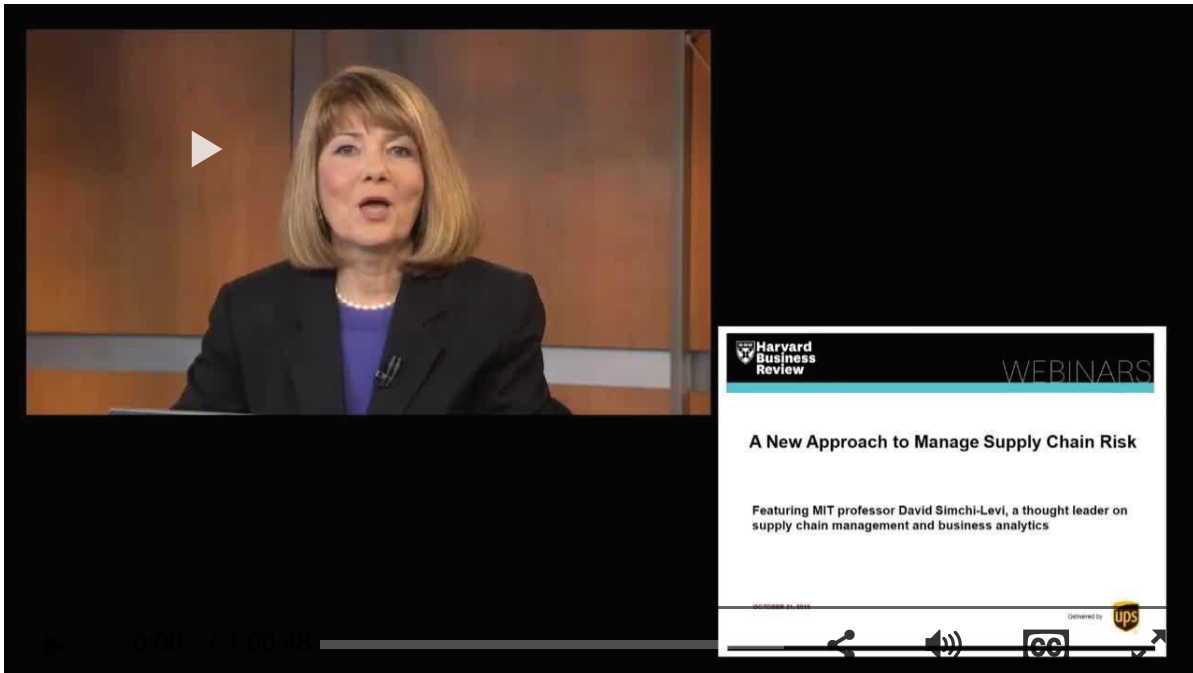 Harvard
Business
Review
WEBINARS
A New Approach to Manage Supply Chain Risk
Featuring MIT professor David Simchi-Levi, a thought leader on
supply chain management and business analytics
Delivered by
ups
0:00 / 1:00:48
CC